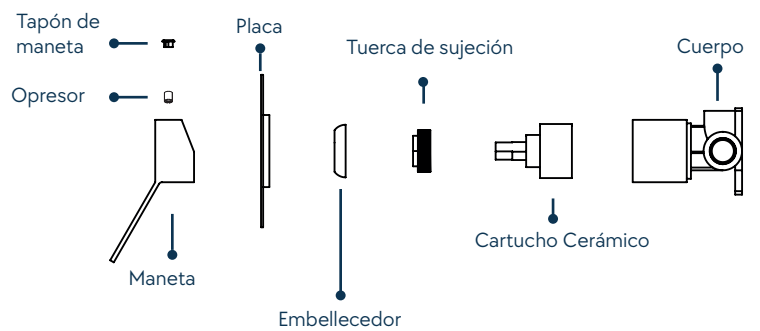 Tapón de
maneta
Placa
Tuerca de sujeción
Cuerpo
Opresor
Cartucho Cerámico
Maneta
Embellecedor